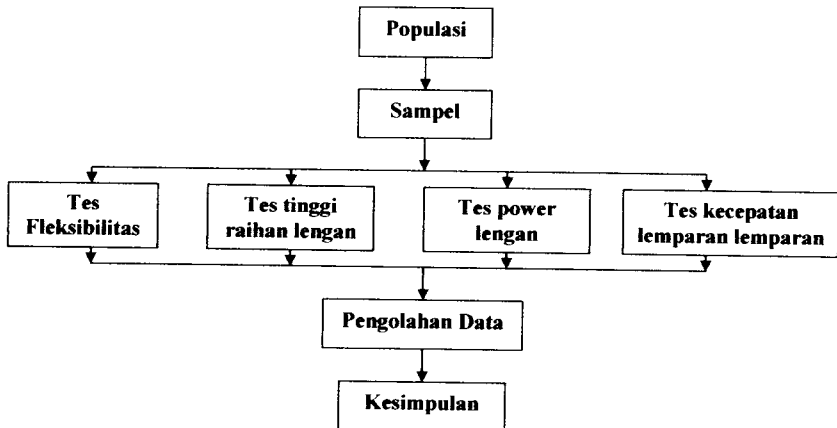 Populasi
Sampel
Tes
Fleksibilitas
Tes tinggi
raihan lengan
Tes power
lengan
Tes kecepatan
lemparan lemparan
Pengolahan Data
Kesimpulan